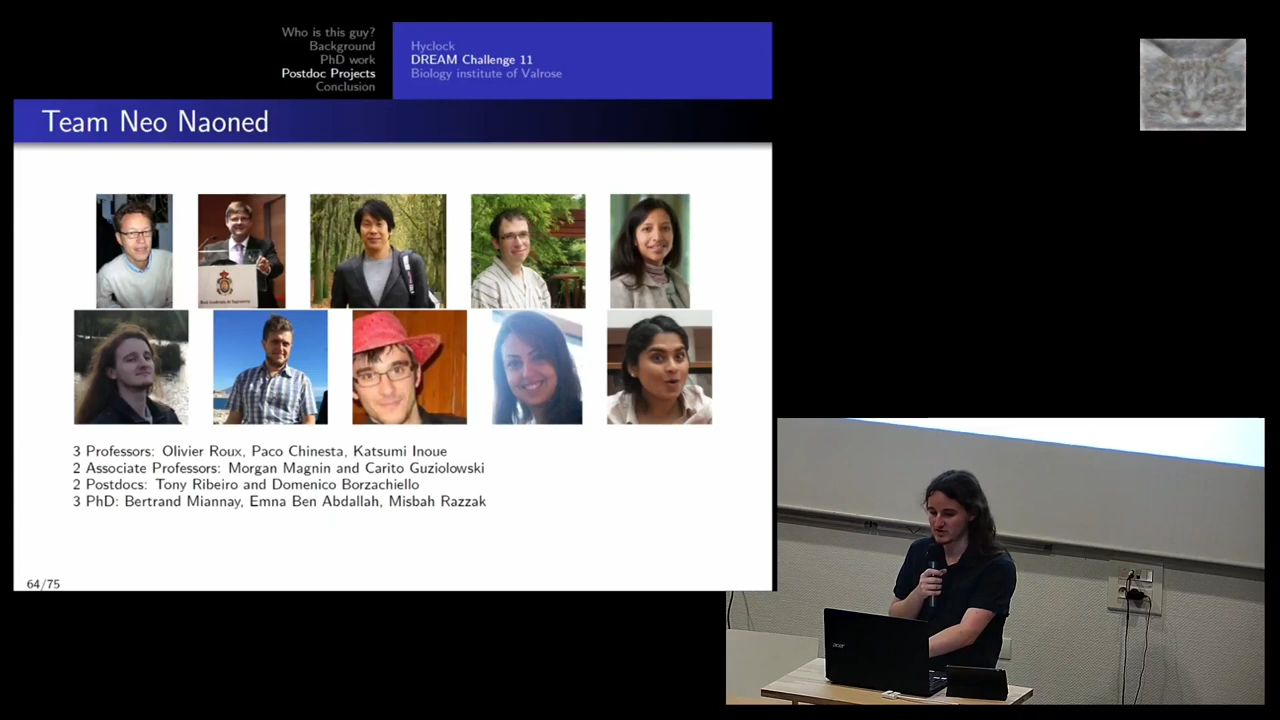 Who is this guy?
Background
PhD work
Postdoc Projects
Conclusion
Hyclock
DREAM Challenge 11
Biology institute of Valrose
Team Neo Naoned
3 Professors: Olivier Roux, Paco Chinesta, Katsumi Inoue
2 Associate Professors: Morgan Magnin and Carito Guziolowski
2 Postdocs: Tony Ribeiro and Domenico Borzachiello
3 PhD: Bertrand Miannay, Emna Ben Abdallah, Misbah Razzak
64/75
acer